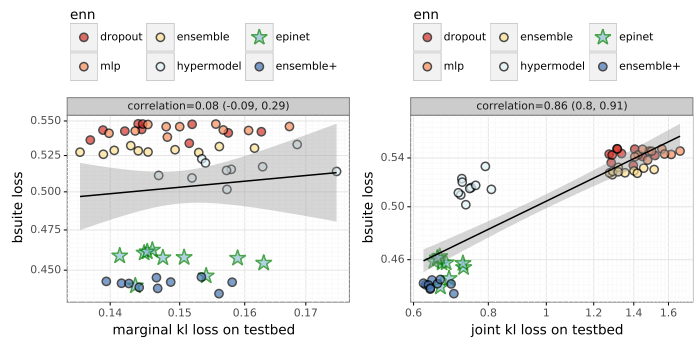 enn
dropout ensemble epinet
mlp hypermodel ensemble+
correlation=0.08 (-0.09, 0.29)
bsuite loss
0.550
0.525
0.500
0.475
0.450
0.14 0.15 0.16 0.17
marginal kl loss on testbed
enn
dropout ensemble epinet
mlp hypermodel ensemble+
correlation=0.86 (0.8, 0.91)
bsuite loss
0.54
0.50
0.46
0.6 0.8 1 1.2 1.4 1.6
joint kl loss on testbed